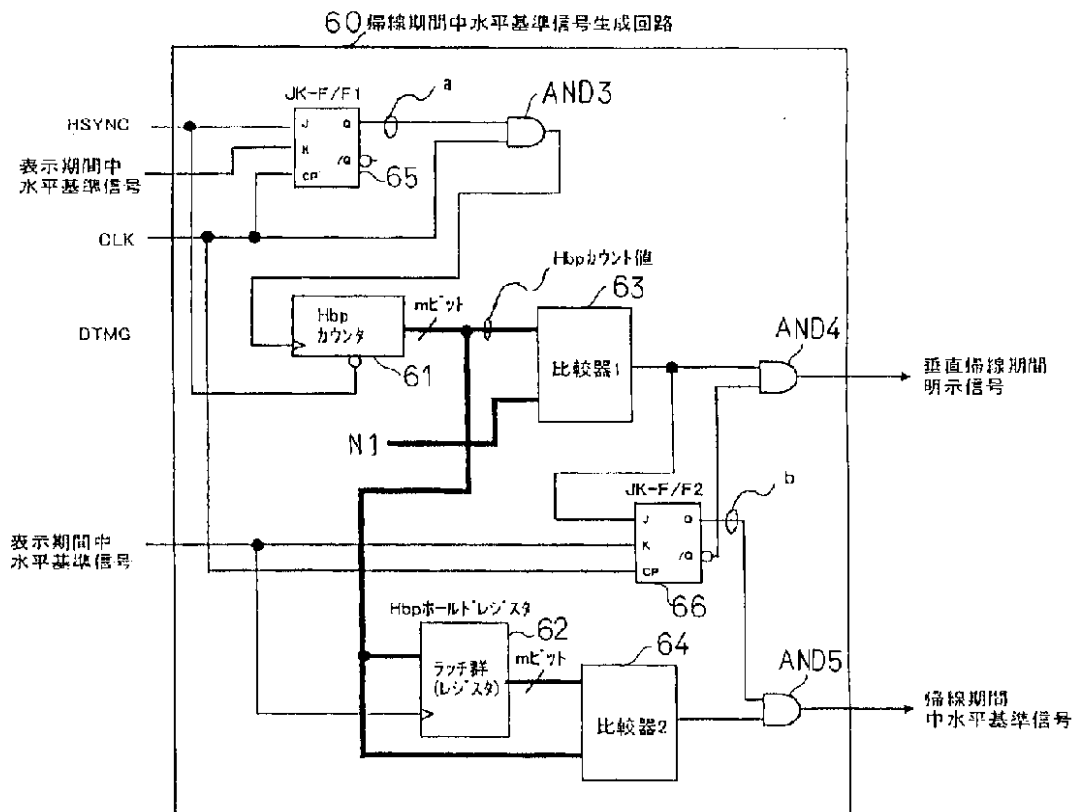 60 帰線期間中水平基準信号生成回路
JK-F/F1
a
AND3
HSYNC
J
Q
表示期間中
水平基準信号
K
/Q
CP
65
CLK
Hbpカウント値
63
mビット
Hbp
カウンタ
DTMG
61
比較器1
AND4
垂直帰線期間
明示信号
N1
JK-F/F2
b
J
Q
表示期間中
水平基準信号
K
/Q
CP
66
Hbpホールドレジスタ
62
64
mビット
ラッチ群
(レジスタ)
AND5
比較器2
帰線期間
中水平基準信号